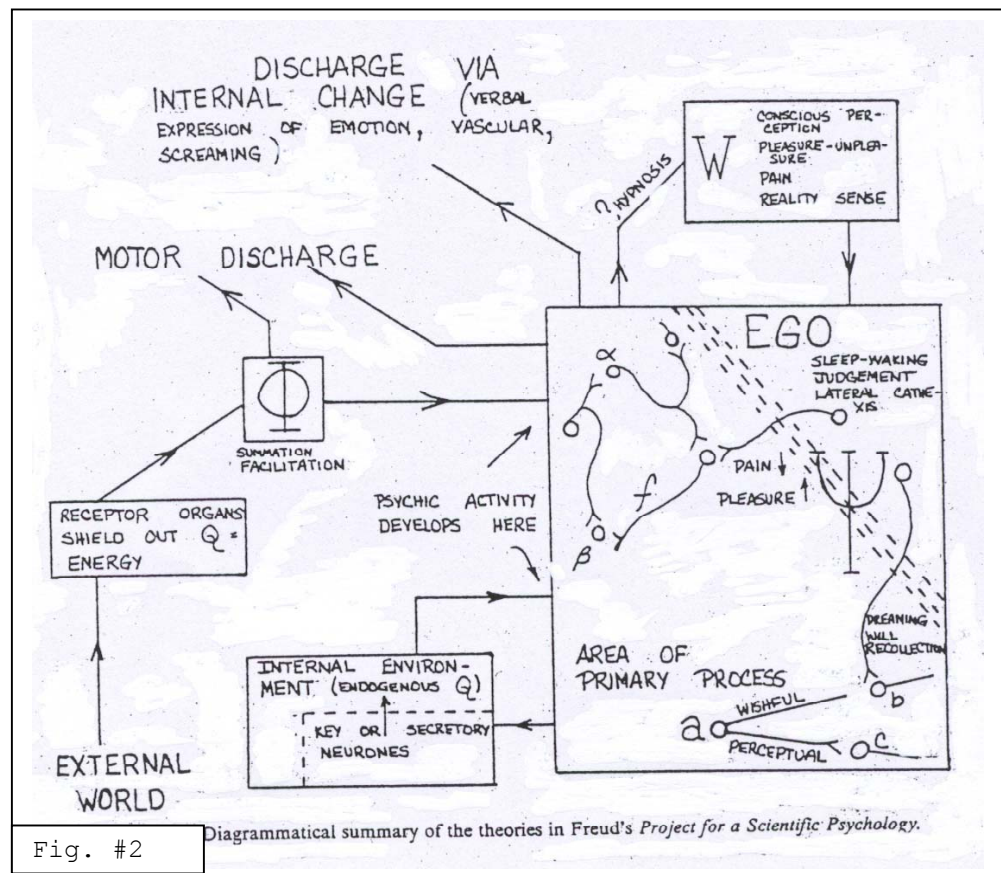 DISCHARGE VIA
INTERNAL CHANGE (VERBAL
EXPRESSION OF EMOTION, VASCULAR,
SCREAMING)
? HYPNOSIS
W
CONSCIOUS PER-
CEPTION
PLEASURE-UNPLEA-
SURE
PAIN
REALITY SENSE
MOTOR DISCHARGE
SUMMATION
FACILITATION
RECEPTOR ORGANS
SHIELD OUT Q =
ENERGY
EXTERNAL
WORLD
PSYCHIC ACTIVITY
DEVELOPS HERE
INTERNAL ENVIRON-
MENT (ENDOGENOUS Q)
KEY OR SECRETORY
NEURONES
EGO
SLEEP-WAKING
JUDGEMENT
LATERAL CATHE
XIS
α
β
f
PAIN
PLEASURE
Ψ
DREANING
WILL
RECOLLECTION
AREA OF
PRIMARY PROCESS
a
WISHFUL
b
PERCEPTUAL
c
Diagrammatical summary of the theories in Freud's Project for a Scientific Psychology.
Fig. #2